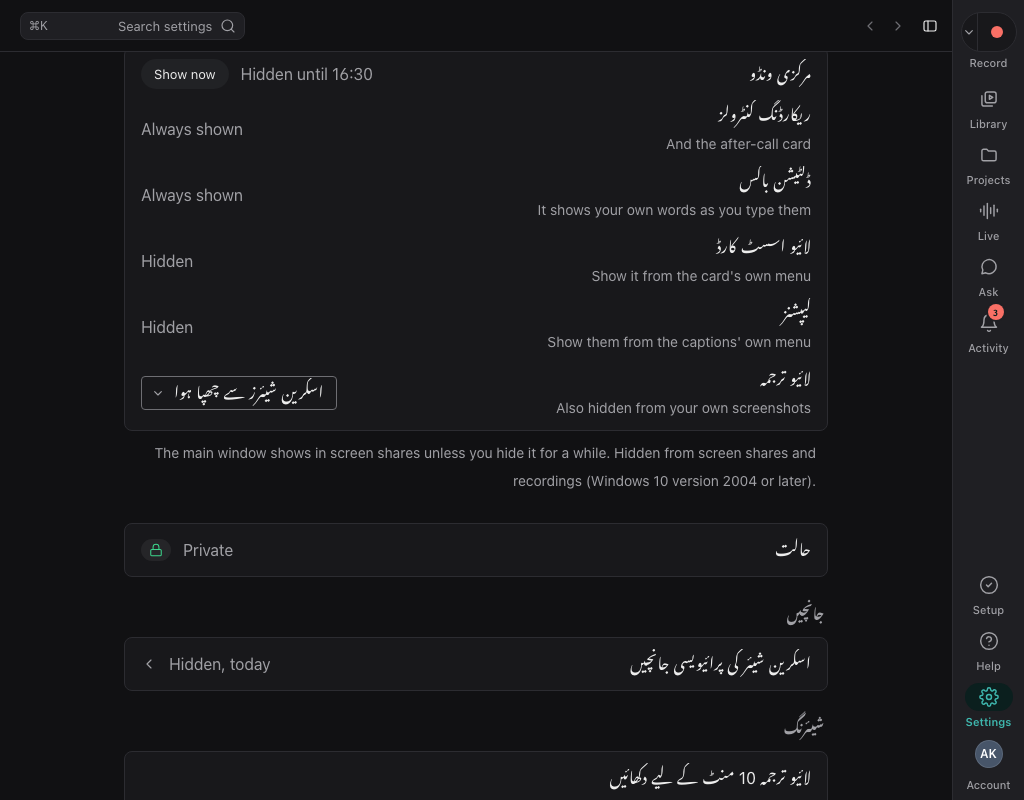 ⌘K
Search settings
Record
Library
Projects
Live
Ask
3
Activity
Setup
Help
Settings
AK
Account
مرکزی ونڈو
Hidden until 16:30
Show now
ریکارڈنگ کنٹرولز
And the after-call card
Always shown
ڈکٹیشن باکس
It shows your own words as you type them
Always shown
لائیو اسسٹ کارڈ
Show it from the card's own menu
Hidden
کیپشنز
Show them from the captions' own menu
Hidden
لائیو ترجمہ
Also hidden from your own screenshots
اسکرین شیئرز سے چھپا ہوا
The main window shows in screen shares unless you hide it for a while. Hidden from screen shares and
recordings (Windows 10 version 2004 or later).
حالت
Private
جانچیں
اسکرین شیئر کی پرائیویسی جانچیں
Hidden, today
شیئرنگ
لائیو ترجمہ 10 منٹ کے لیے دکھائیں